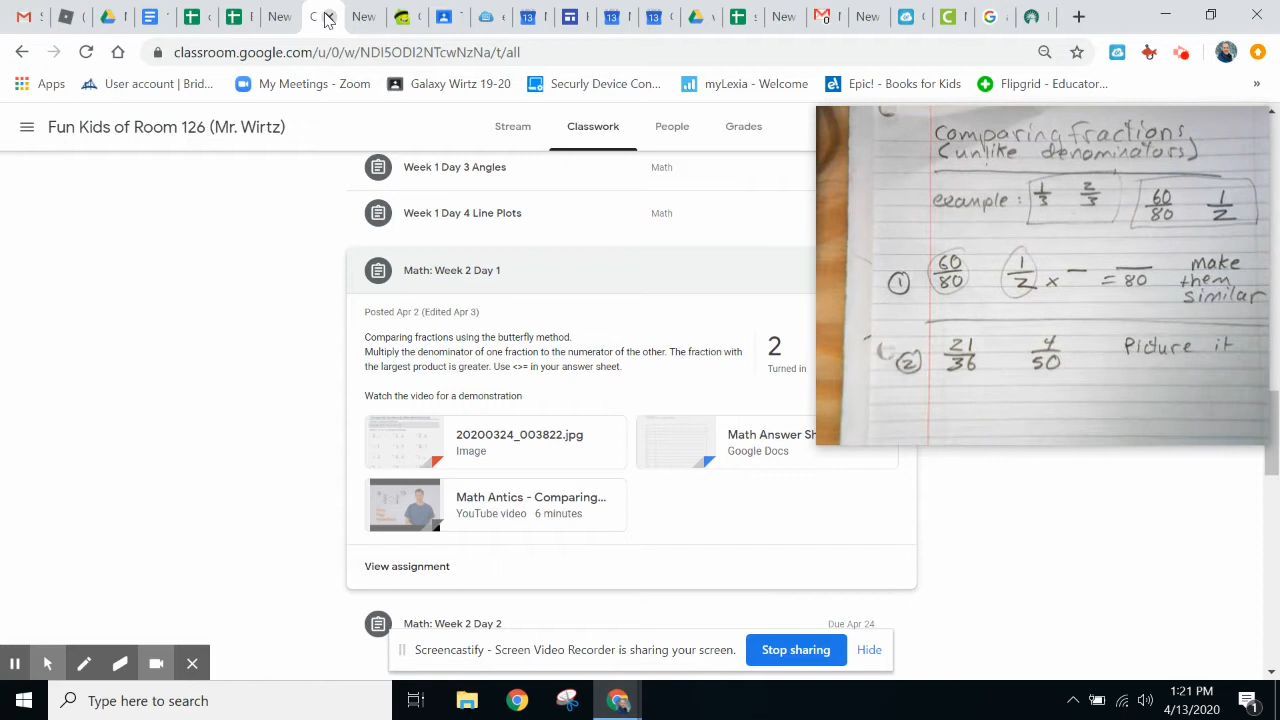 New
C
New
New
New
classroom.google.com/u/0/w/NDI5ODI2NTcwNzNa/t/all
Apps
User account | Brid...
My Meetings - Zoom
Galaxy Wirtz 19-20
Securly Device Con...
myLexia - Welcome
Epic! - Books for Kids
Flipgrid - Educator...
»
Fun Kids of Room 126 (Mr. Wirtz)
Stream
Classwork
People
Grades
Week 1 Day 3 Angles
Math
Week 1 Day 4 Line Plots
Math
Math: Week 2 Day 1
Posted Apr 2 (Edited Apr 3)
Comparing fractions using the butterfly method.
Multiply the denominator of one fraction to the numerator of the other. The fraction with
the largest product is greater. Use <>= in your answer sheet.
2
Turned in
Watch the video for a demonstration
20200324_003822.jpg
Image
Math Answer Sh
Google Docs
Math Antics - Comparing...
YouTube video 6 minutes
View assignment
Math: Week 2 Day 2
Due Apr 24
Comparing fractions
(unlike denominators)
example: 1/3 2/3 60/80 1/2
① 60/80 1/2 x — = —/80 make
them
similar
② 21/36 4/50 Picture it
Screencastify - Screen Video Recorder is sharing your screen.
Stop sharing
Hide
Type here to search
1:21 PM
4/13/2020
1